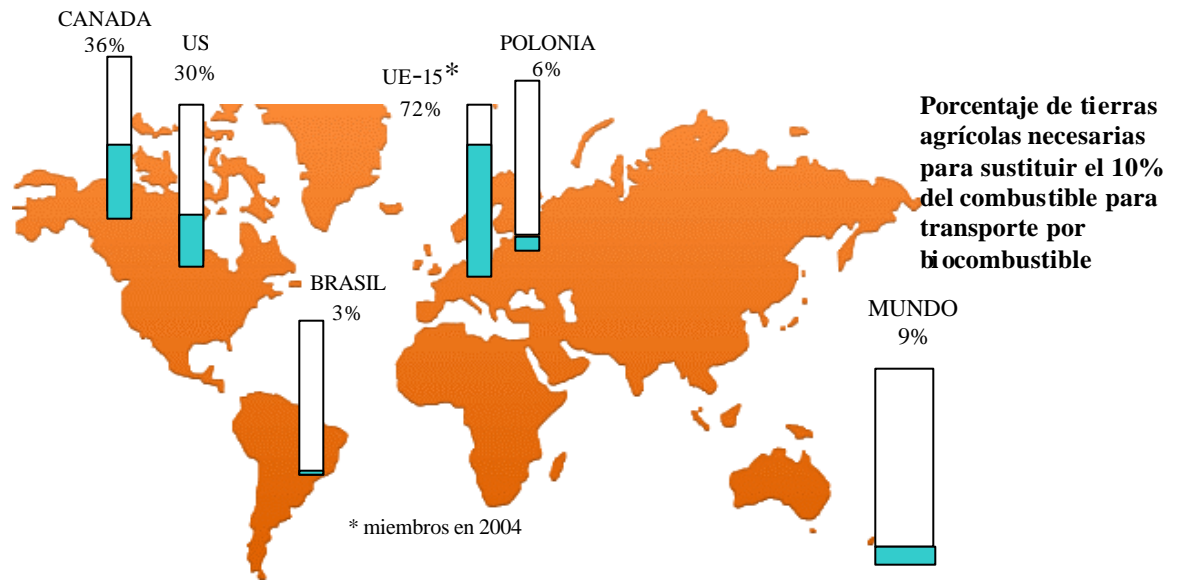 CANADA
36%
US
30%
UE-15*
72%
POLONIA
6%
Porcentaje de tierras
agrícolas necesarias
para sustituir el 10%
del combustible para
transporte por
biocombustible
BRASIL
3%
MUNDO
9%
* miembros en 2004